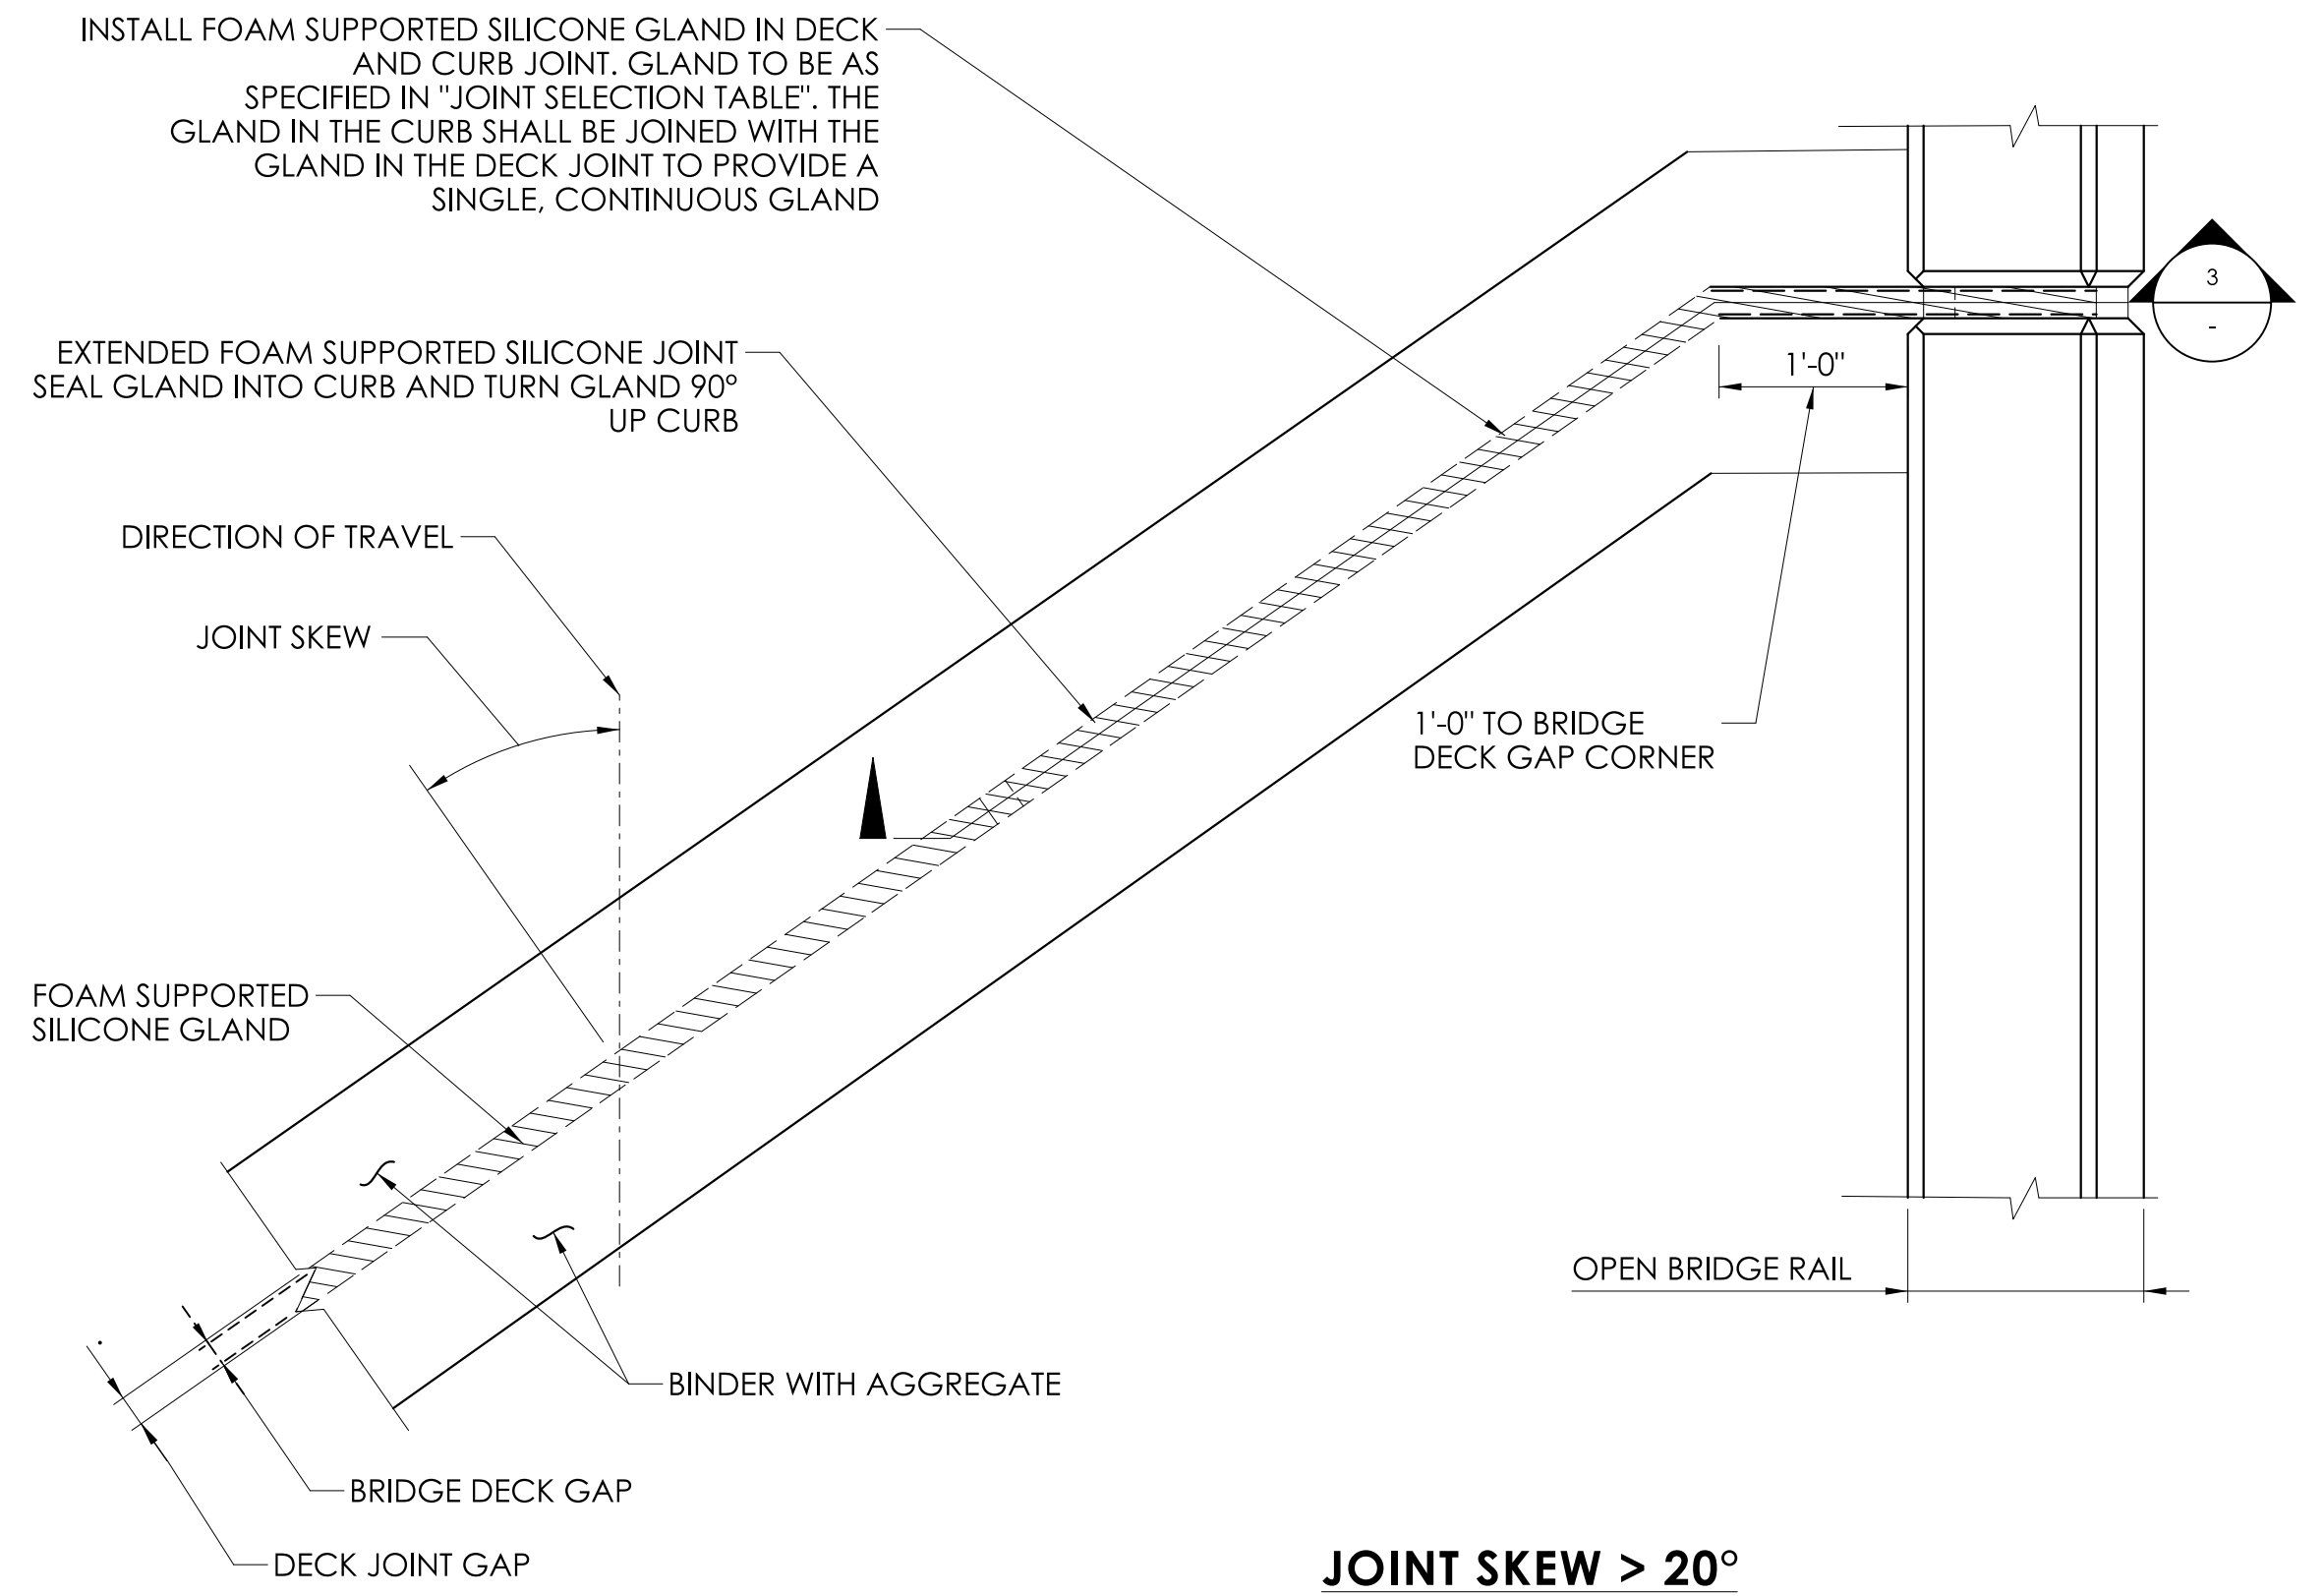 INSTALL FOAM SUPPORTED SILICONE GLAND IN DECK
AND CURB JOINT. GLAND TO BE AS
SPECIFIED IN "JOINT SELECTION TABLE". THE
GLAND IN THE CURB SHALL BE JOINED WITH THE
GLAND IN THE DECK JOINT TO PROVIDE A
SINGLE, CONTINUOUS GLAND
3
-
EXTENDED FOAM SUPPORTED SILICONE JOINT
SEAL GLAND INTO CURB AND TURN GLAND 90°
UP CURB
1'-0"
DIRECTION OF TRAVEL
JOINT SKEW
1'-0" TO BRIDGE
DECK GAP CORNER
FOAM SUPPORTED
SILICONE GLAND
OPEN BRIDGE RAIL
BINDER WITH AGGREGATE
BRIDGE DECK GAP
DECK JOINT GAP
JOINT SKEW > 20°